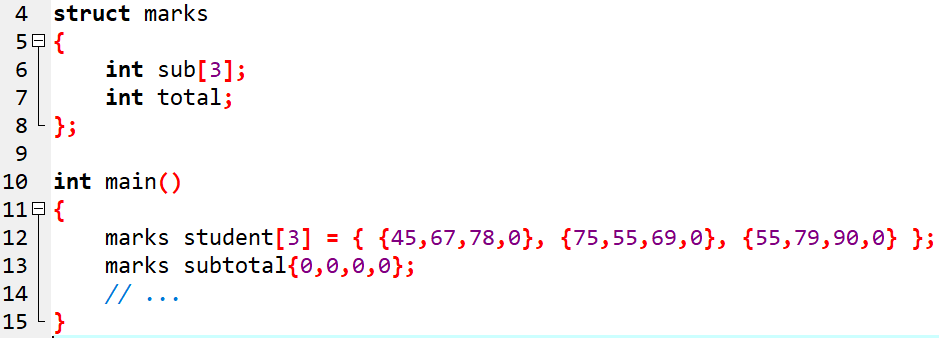 4 struct marks
5 {
6 int sub[3];
7 int total;
8 };
9
10 int main()
11 {
12 marks student[3] = { {45,67,78,0}, {75,55,69,0}, {55,79,90,0} };
13 marks subtotal{0,0,0,0};
14 // ...
15 }